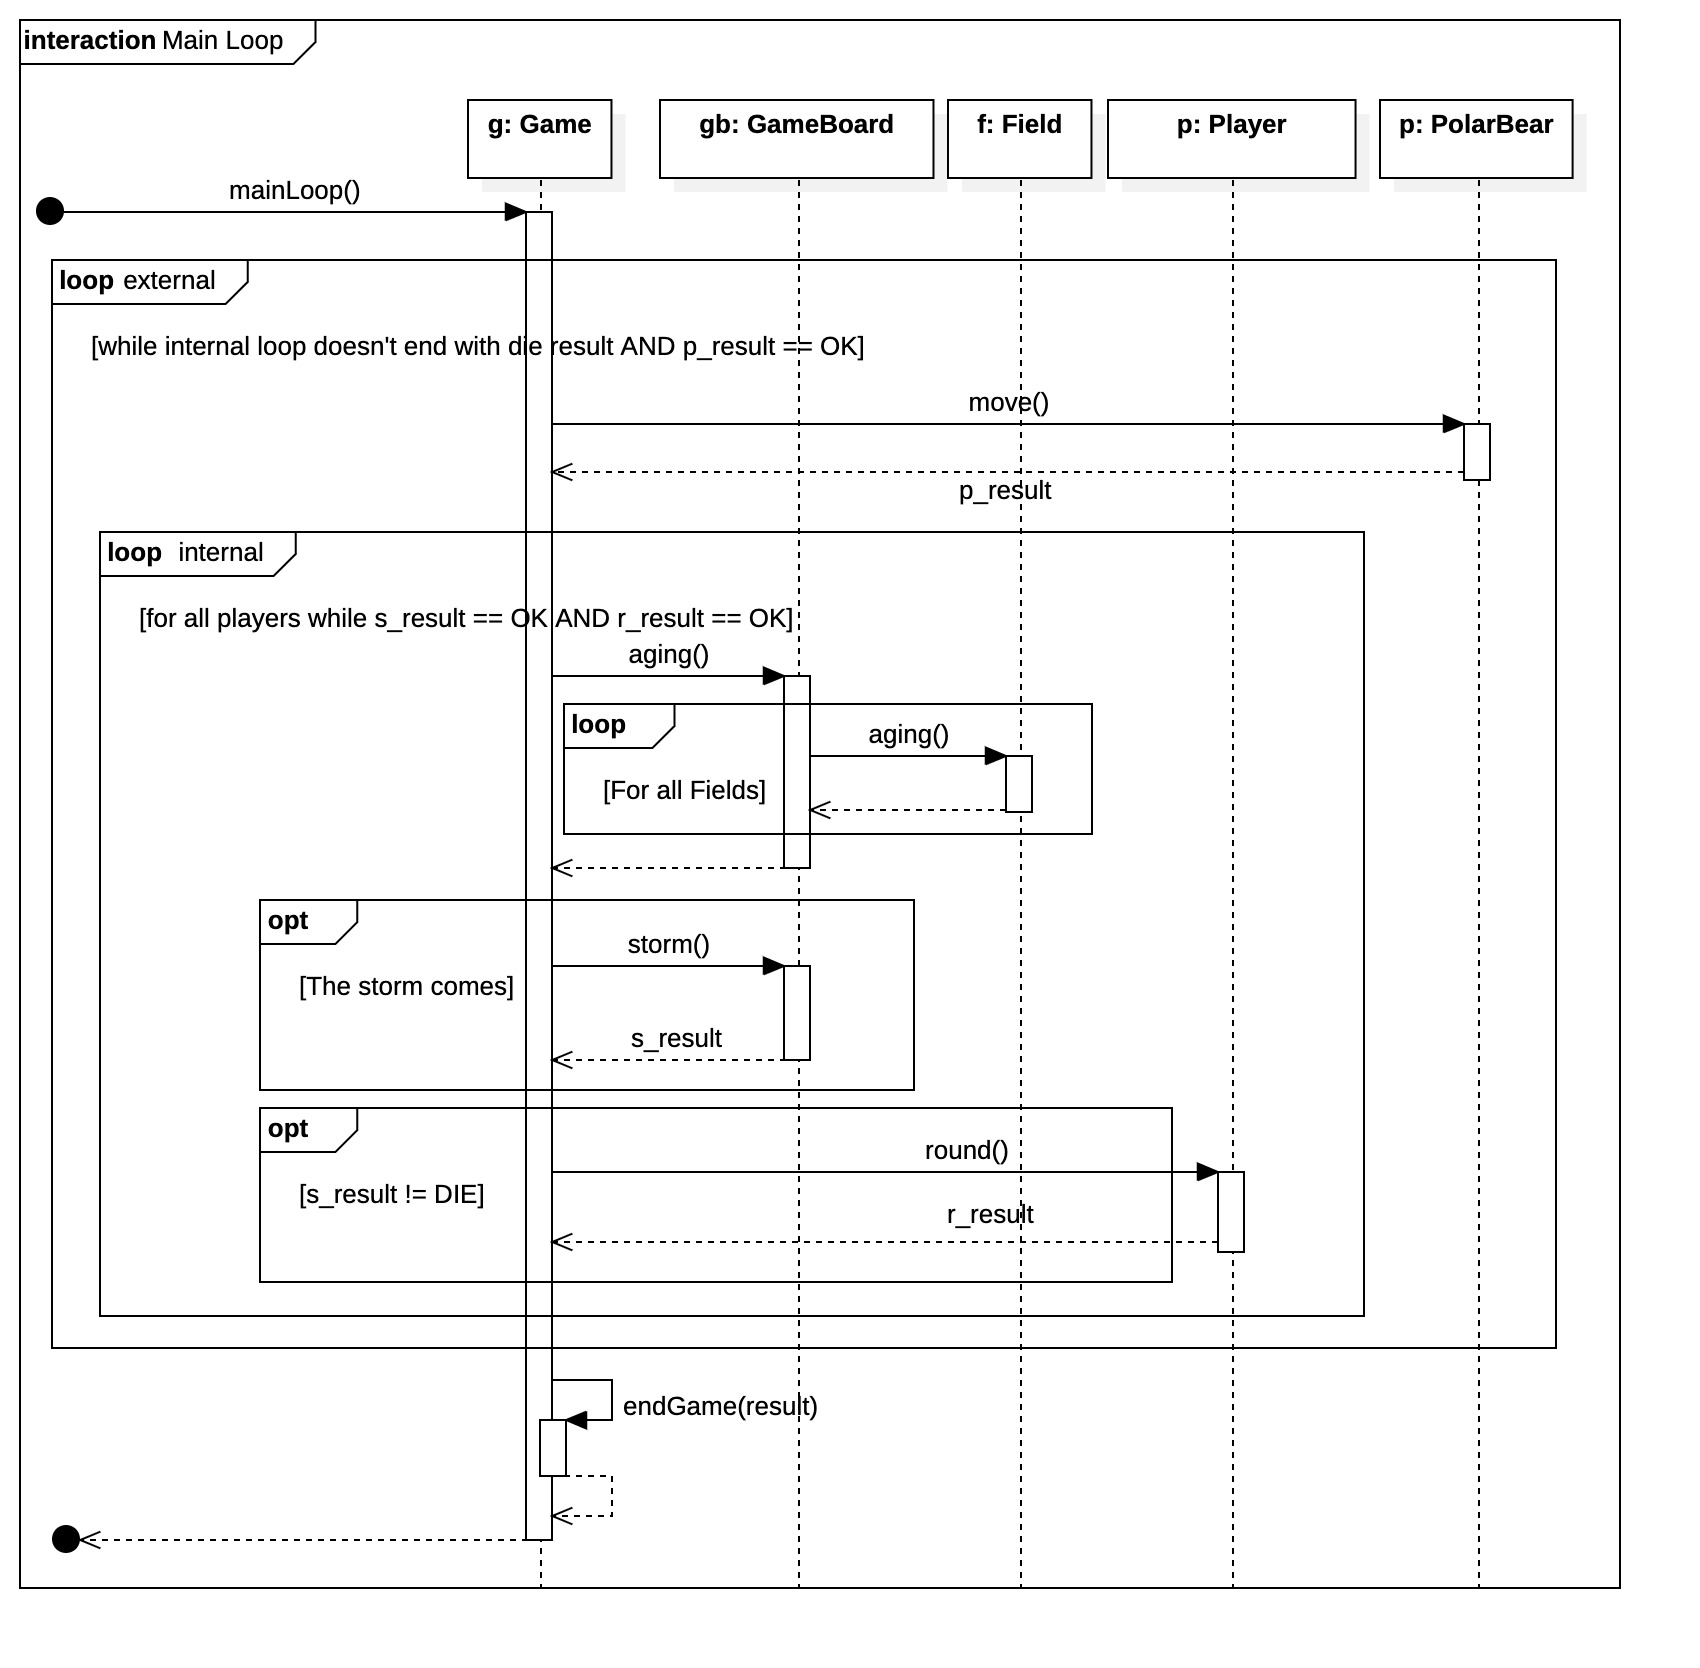 interaction Main Loop
g: Game
gb: GameBoard
f: Field
p: Player
p: PolarBear
mainLoop()
loop external
[while internal loop doesn't end with die result AND p_result == OK]
move()
p_result
loop internal
[for all players while s_result == OK AND r_result == OK]
aging()
loop
aging()
[For all Fields]
opt
storm()
[The storm comes]
s_result
opt
round()
[s_result != DIE]
r_result
endGame(result)